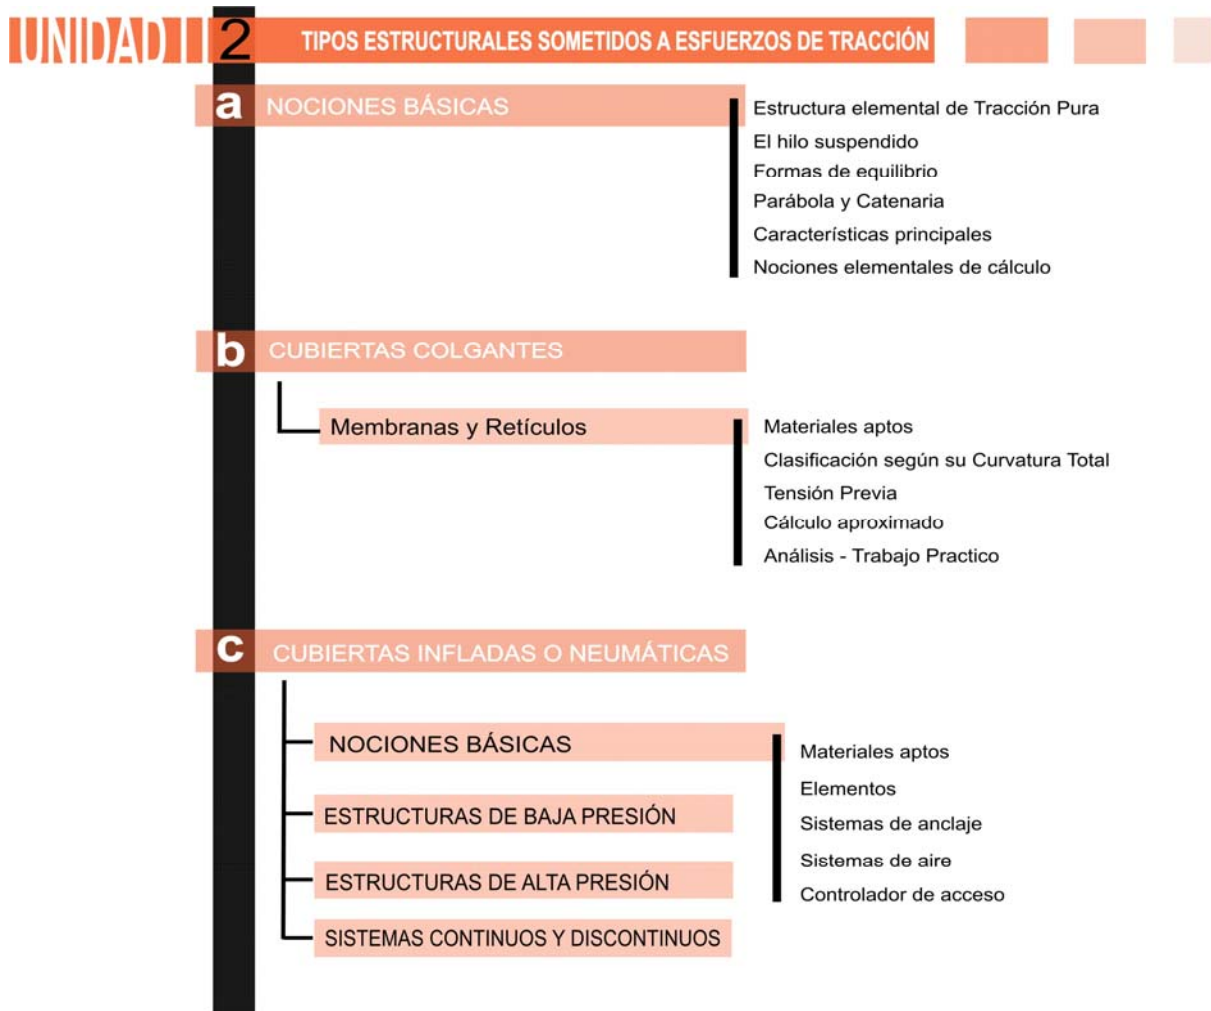 UNIDAD 2
TIPOS ESTRUCTURALES SOMETIDOS A ESFUERZOS DE TRACCIÓN
a NOCIONES BÁSICAS
Estructura elemental de Tracción Pura
El hilo suspendido
Formas de equilibrio
Parábola y Catenaria
Características principales
Nociones elementales de cálculo
b CUBIERTAS COLGANTES
Membranas y Retículos
Materiales aptos
Clasificación según su Curvatura Total
Tensión Previa
Cálculo aproximado
Análisis - Trabajo Practico
c CUBIERTAS INFLADAS O NEUMÁTICAS
NOCIONES BÁSICAS
Materiales aptos
Elementos
Sistemas de anclaje
Sistemas de aire
Controlador de acceso
ESTRUCTURAS DE BAJA PRESIÓN
ESTRUCTURAS DE ALTA PRESIÓN
SISTEMAS CONTINUOS Y DISCONTINUOS